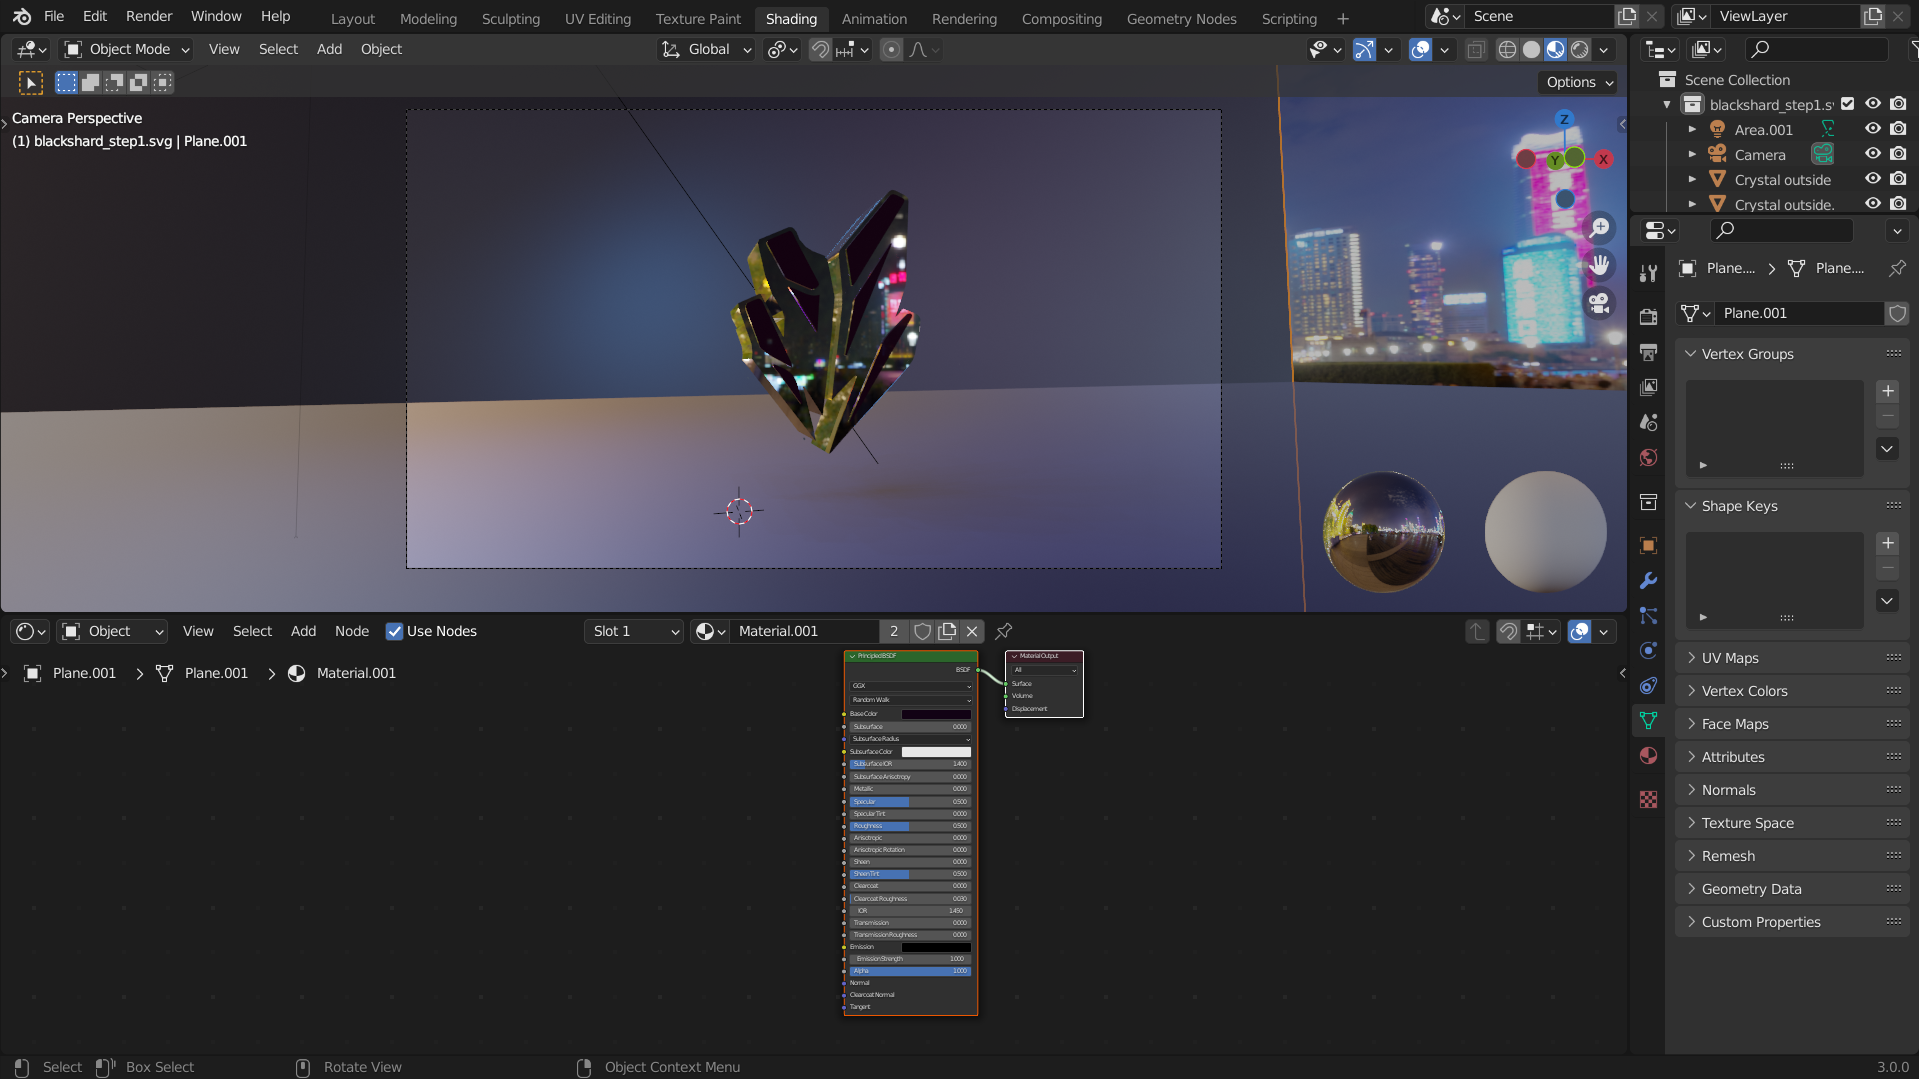 File Edit Render Window Help Layout Modeling Sculpting UV Editing Texture Paint Shading Animation Rendering Compositing Geometry Nodes Scripting Scene ViewLayer
Object Mode View Select Add Object Global
Options
Camera Perspective
(1) blackshard_step1.svg | Plane.001
Z
Y
X
Scene Collection
blackshard_step1.sv
Area.001
Camera
Crystal outside
Crystal outside.
Plane.... Plane....
Plane.001
Vertex Groups
Shape Keys
UV Maps
Vertex Colors
Face Maps
Attributes
Normals
Texture Space
Remesh
Geometry Data
Custom Properties
Object View Select Add Node Use Nodes Slot 1 Material.001 2
Plane.001 Plane.001 Material.001
Principled BSDF
BSDF
GGX
Random Walk
Base Color
Subsurface 0.000
Subsurface Radius
Subsurface Color
Subsurface IOR 1.400
Subsurface Anisotropy 0.000
Metallic 0.000
Specular 0.500
Specular Tint 0.000
Roughness 0.500
Anisotropic 0.000
Anisotropic Rotation 0.000
Sheen 0.000
Sheen Tint 0.500
Clearcoat 0.000
Clearcoat Roughness 0.030
IOR 1.450
Transmission 0.000
Transmission Roughness 0.000
Emission
Emission Strength 1.000
Alpha 1.000
Normal
Clearcoat Normal
Tangent
Material Output
All
Surface
Volume
Displacement
Select Box Select Rotate View Object Context Menu 3.0.0